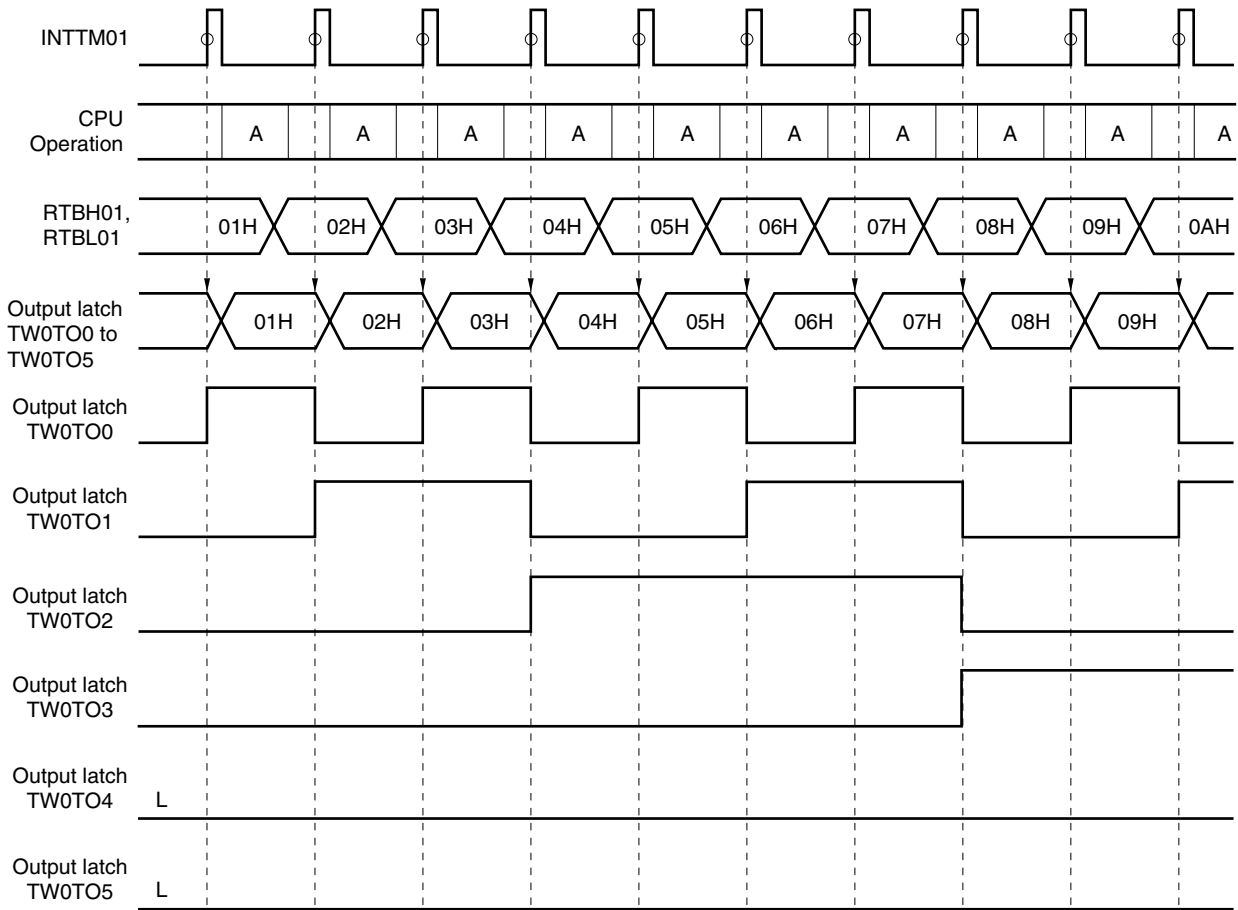 INTTM01
CPU
Operation
A A A A A A A A A A
RTBH01,
RTBL01
01H 02H 03H 04H 05H 06H 07H 08H 09H 0AH
Output latch
TW0TO0 to
TW0TO5
01H 02H 03H 04H 05H 06H 07H 08H 09H
Output latch
TW0TO0
Output latch
TW0TO1
Output latch
TW0TO2
Output latch
TW0TO3
Output latch
TW0TO4
L
Output latch
TW0TO5
L